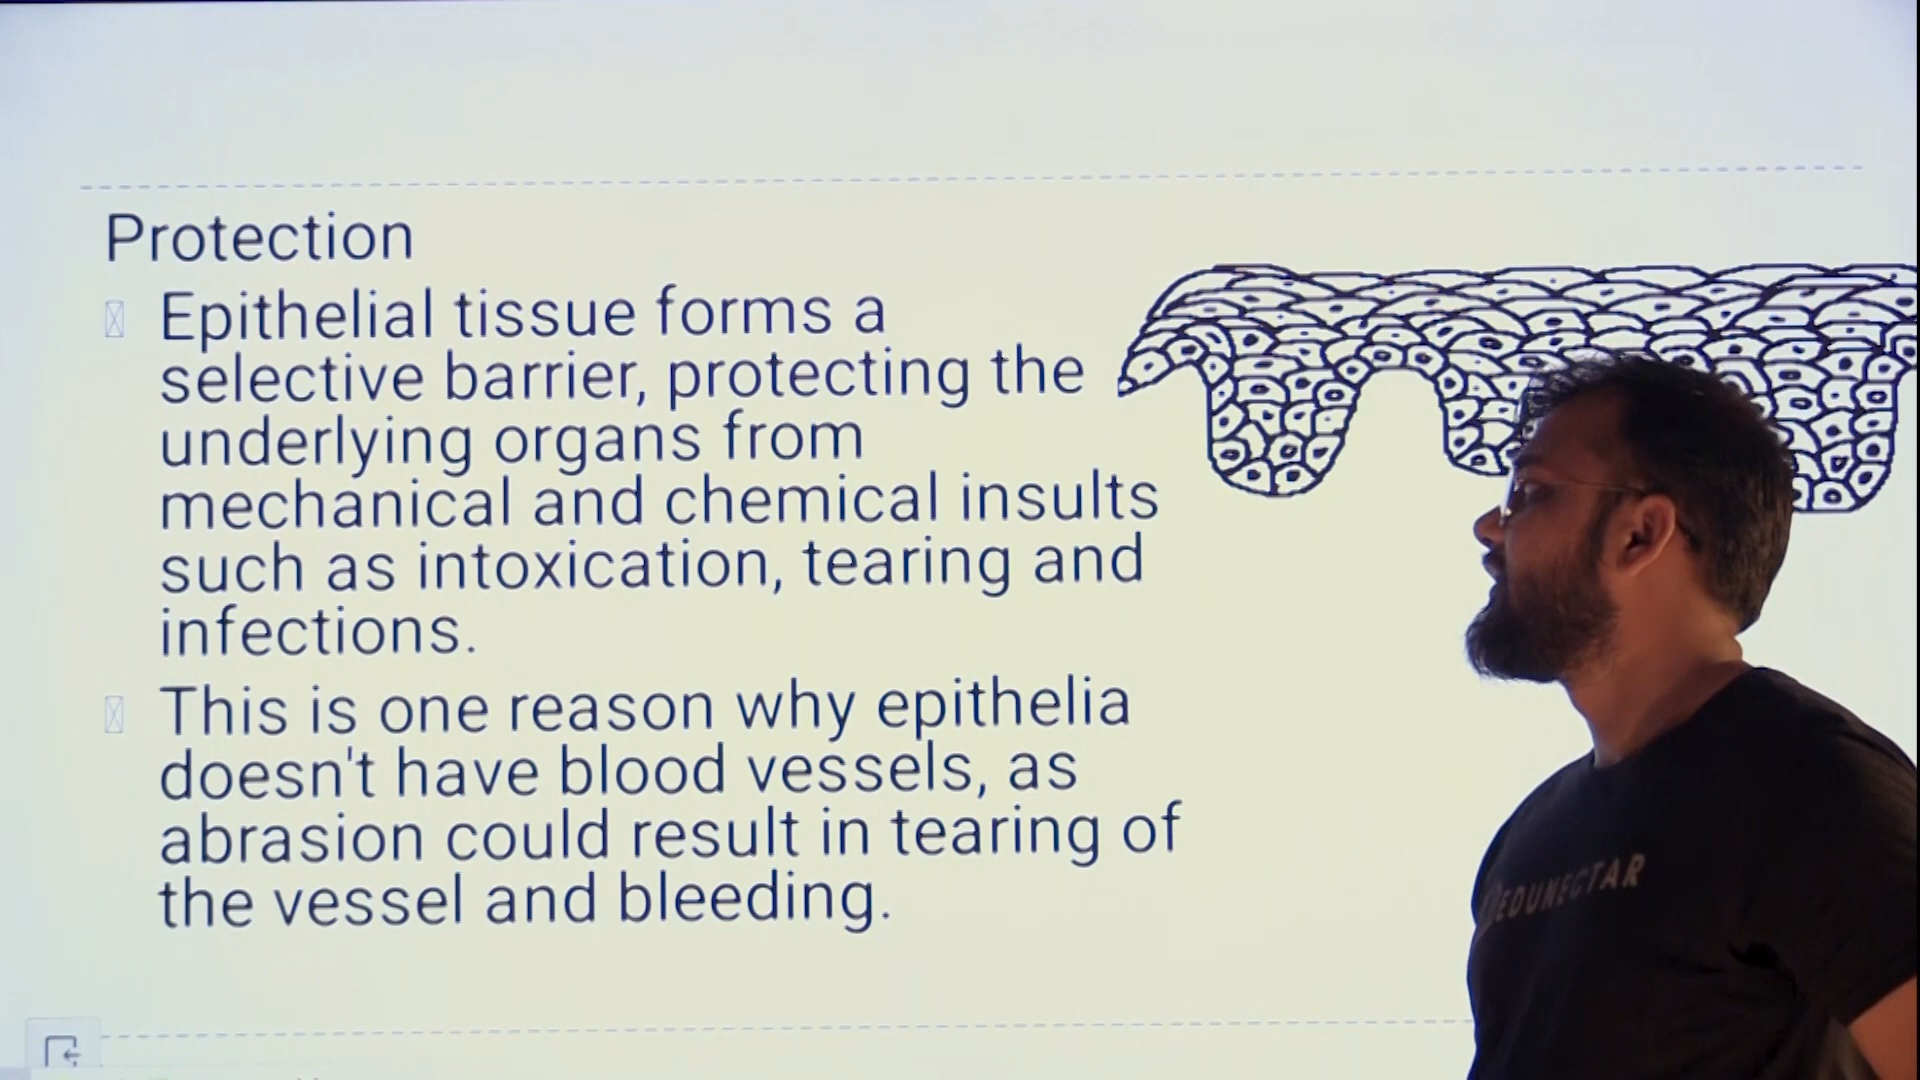 Protection
Epithelial tissue forms a
selective barrier, protecting the
underlying organs from
mechanical and chemical insults
such as intoxication, tearing and
infections.
This is one reason why epithelia
doesn't have blood vessels, as
abrasion could result in tearing of
the vessel and bleeding.
EDUNECTAR